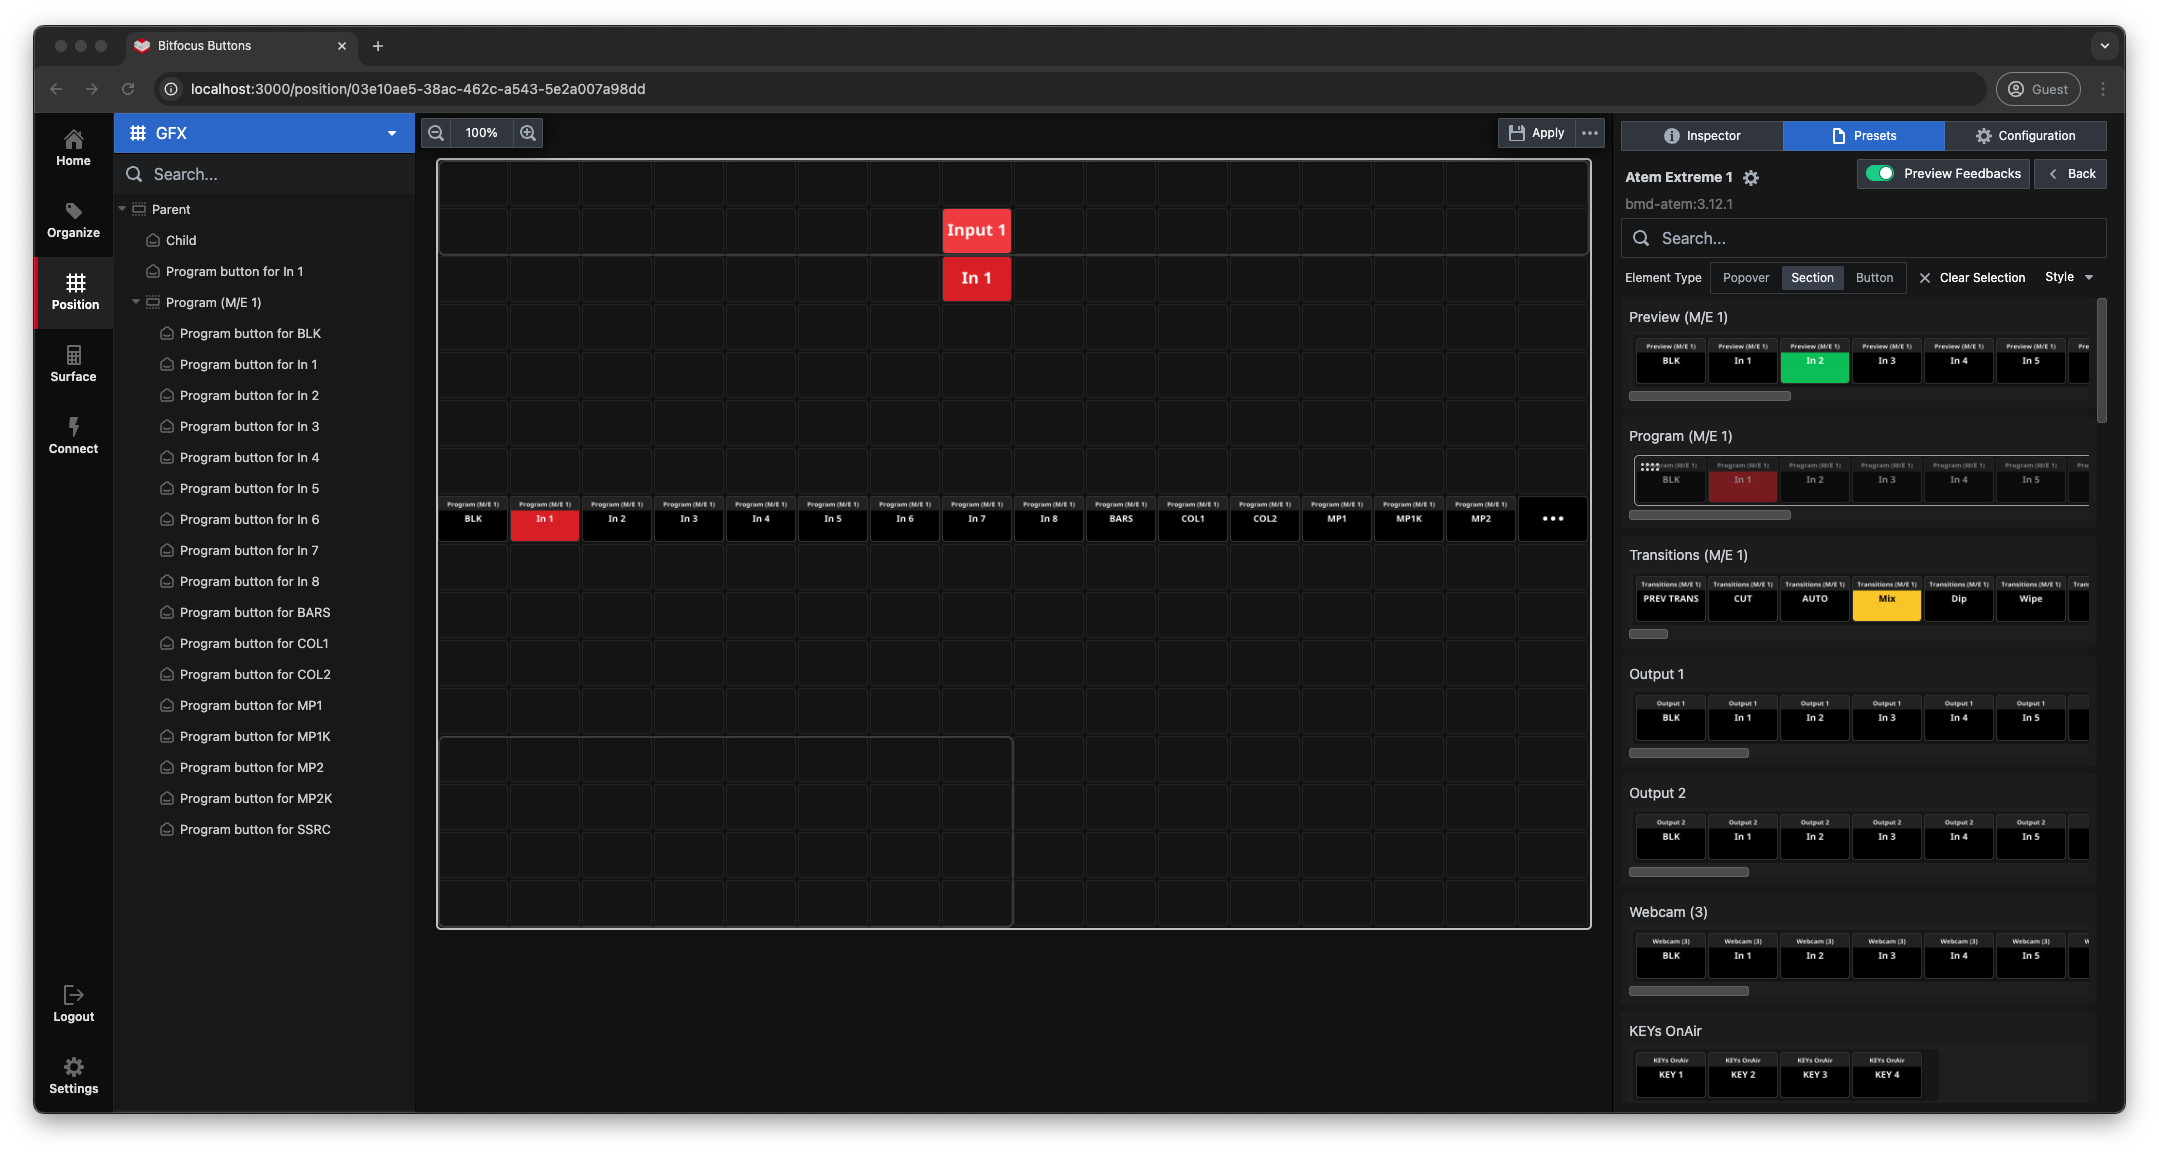 Bitfocus Buttons
localhost:3000/position/03e10ae5-38ac-462c-a543-5e2a007a98dd
Guest
Home
Organize
Position
Surface
Connect
Logout
Settings
GFX
Search...
Parent
Child
Program button for In 1
Program (M/E 1)
Program button for BLK
Program button for In 1
Program button for In 2
Program button for In 3
Program button for In 4
Program button for In 5
Program button for In 6
Program button for In 7
Program button for In 8
Program button for BARS
Program button for COL1
Program button for COL2
Program button for MP1
Program button for MP1K
Program button for MP2
Program button for MP2K
Program button for SSRC
100%
Apply
Input 1
In 1
Program (M/E 1) Program (M/E 1) Program (M/E 1) Program (M/E 1) Program (M/E 1) Program (M/E 1) Program (M/E 1) Program (M/E 1) Program (M/E 1) Program (M/E 1) Program (M/E 1) Program (M/E 1) Program (M/E 1) Program (M/E 1) Program (M/E 1)
BLK In 1 In 2 In 3 In 4 In 5 In 6 In 7 In 8 BARS COL1 COL2 MP1 MP1K MP2 •••
Inspector Presets Configuration
Atem Extreme 1 Preview Feedbacks Back
bmd-atem:3.12.1
Search...
Element Type Popover Section Button Clear Selection Style
Preview (M/E 1)
Preview (M/E 1) Preview (M/E 1) Preview (M/E 1) Preview (M/E 1) Preview (M/E 1) Preview (M/E 1) Pre
BLK In 1 In 2 In 3 In 4 In 5
Program (M/E 1)
ram (M/E 1) Program (M/E 1) Program (M/E 1) Program (M/E 1) Program (M/E 1) Program (M/E 1) Pro
BLK In 1 In 2 In 3 In 4 In 5
Transitions (M/E 1)
Transitions (M/E 1) Transitions (M/E 1) Transitions (M/E 1) Transitions (M/E 1) Transitions (M/E 1) Transitions (M/E 1) Tran
PREV TRANS CUT AUTO Mix Dip Wipe
Output 1
Output 1 Output 1 Output 1 Output 1 Output 1 Output 1
BLK In 1 In 2 In 3 In 4 In 5
Output 2
Output 2 Output 2 Output 2 Output 2 Output 2 Output 2
BLK In 1 In 2 In 3 In 4 In 5
Webcam (3)
Webcam (3) Webcam (3) Webcam (3) Webcam (3) Webcam (3) Webcam (3) W
BLK In 1 In 2 In 3 In 4 In 5
KEYs OnAir
KEYs OnAir KEYs OnAir KEYs OnAir KEYs OnAir
KEY 1 KEY 2 KEY 3 KEY 4